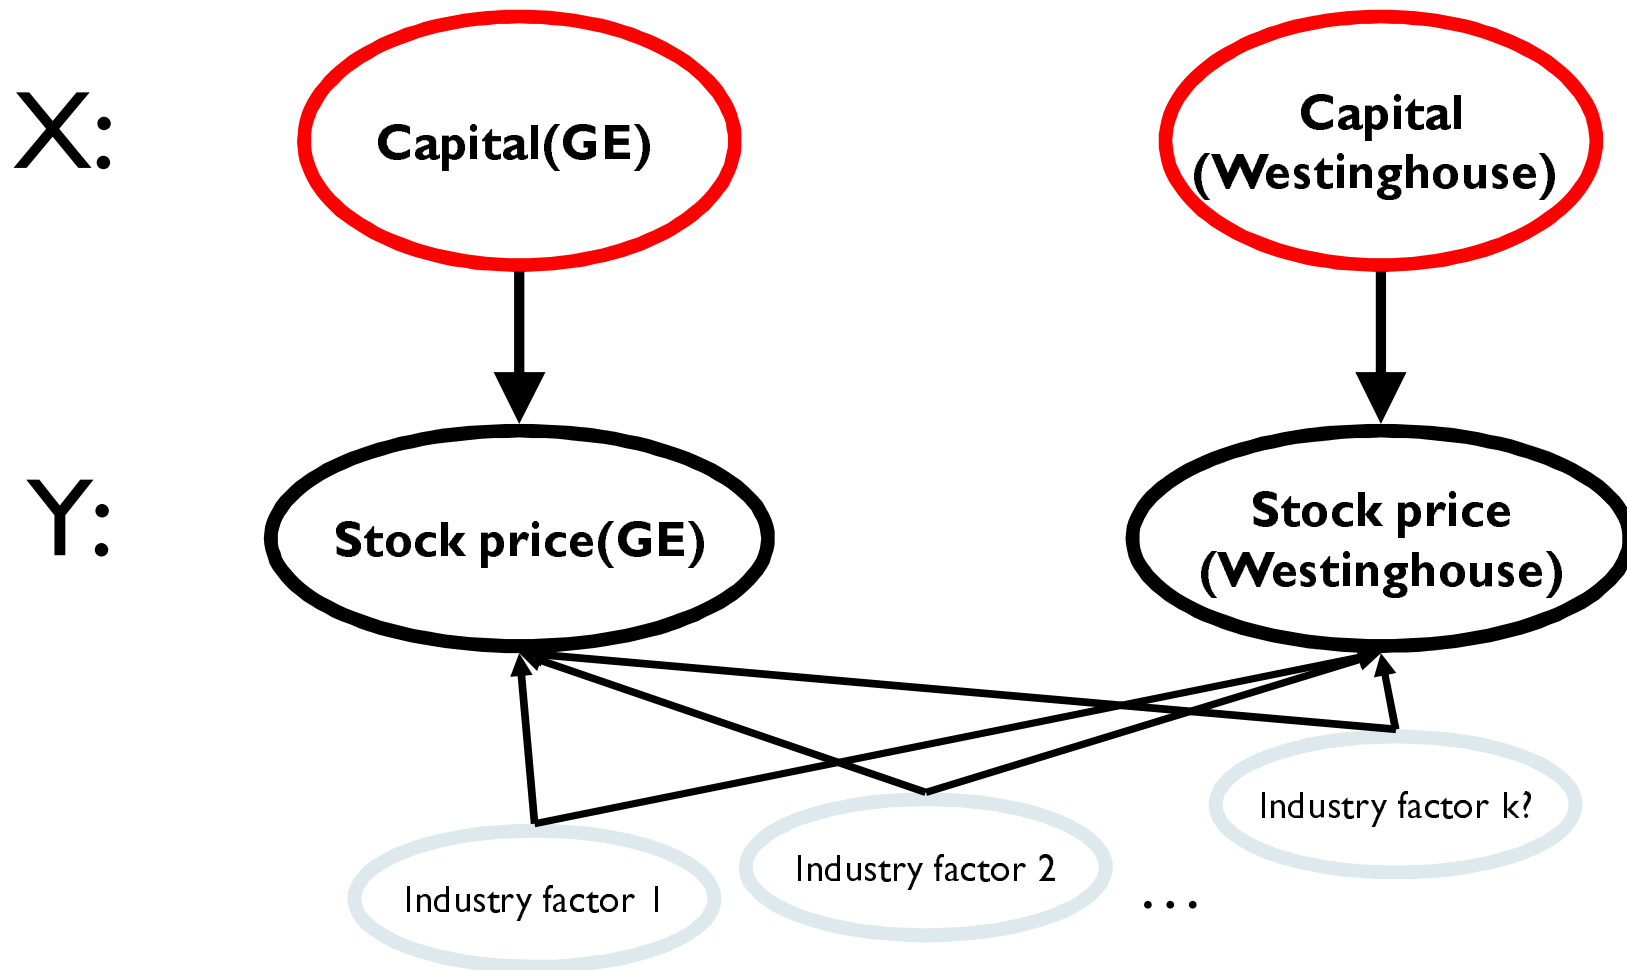 X:
Capital(GE)
Capital
(Westinghouse)
Y:
Stock price(GE)
Stock price
(Westinghouse)
Industry factor 1
Industry factor 2
...
Industry factor k?